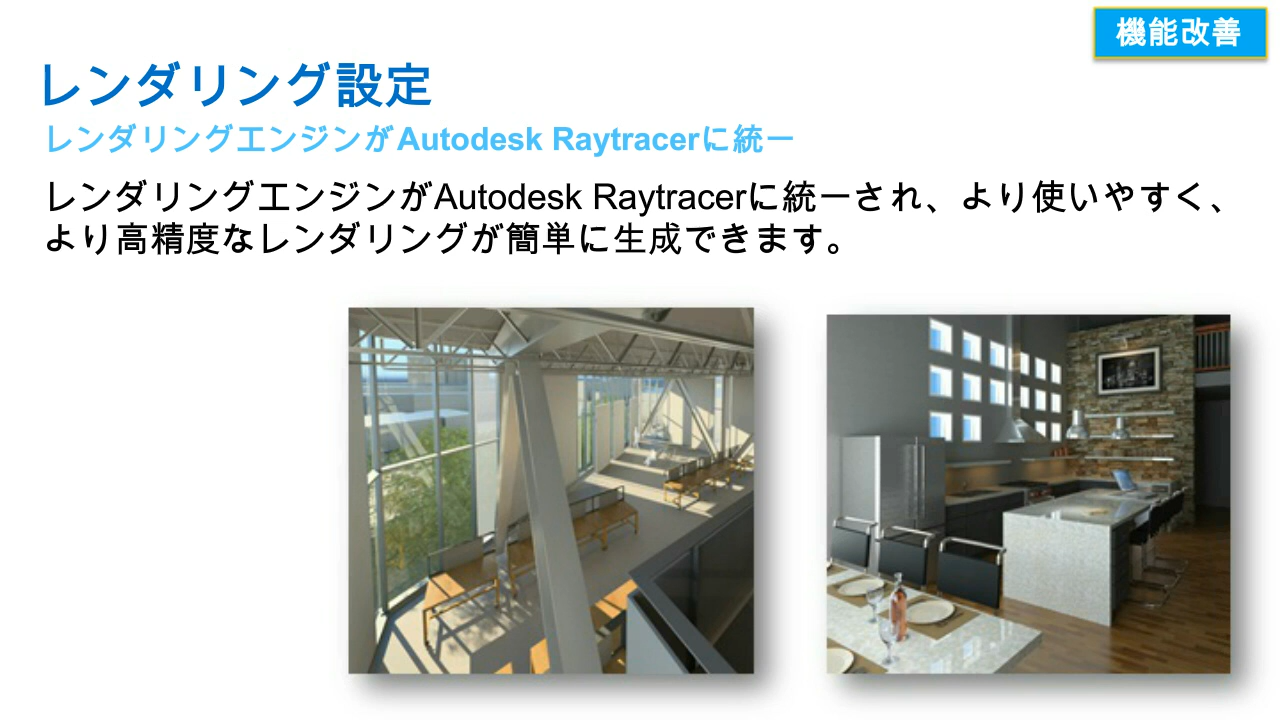 機能改善
レンダリング設定
レンダリングエンジンがAutodesk Raytracerに統一
レンダリングエンジンがAutodesk Raytracerに統一され、より使いやすく、
より高精度なレンダリングが簡単に生成できます。